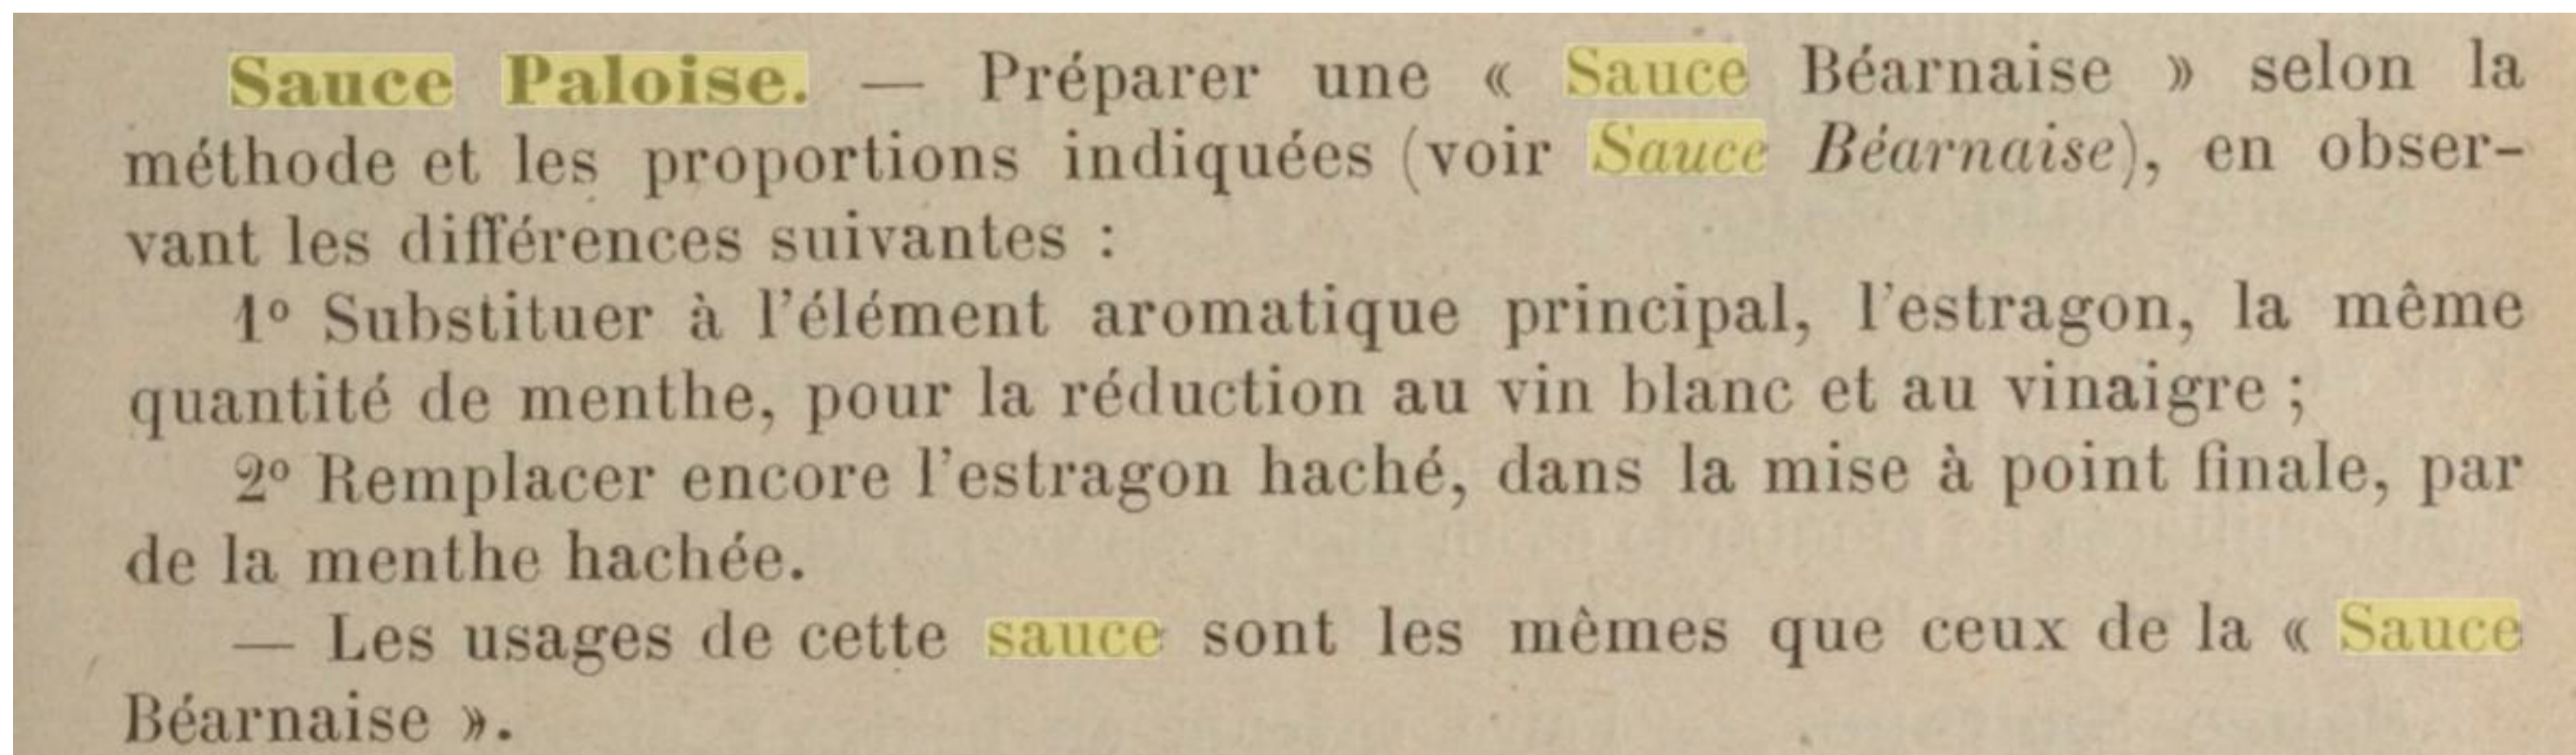 Sauce Paloise. — Préparer une « Sauce Béarnaise » selon la
méthode et les proportions indiquées (voir Sauce Béarnaise), en obser-
vant les différences suivantes :
1º Substituer à l'élément aromatique principal, l'estragon, la même
quantité de menthe, pour la réduction au vin blanc et au vinaigre ;
2º Remplacer encore l'estragon haché, dans la mise à point finale, par
de la menthe hachée.
— Les usages de cette sauce sont les mêmes que ceux de la « Sauce
Béarnaise ».